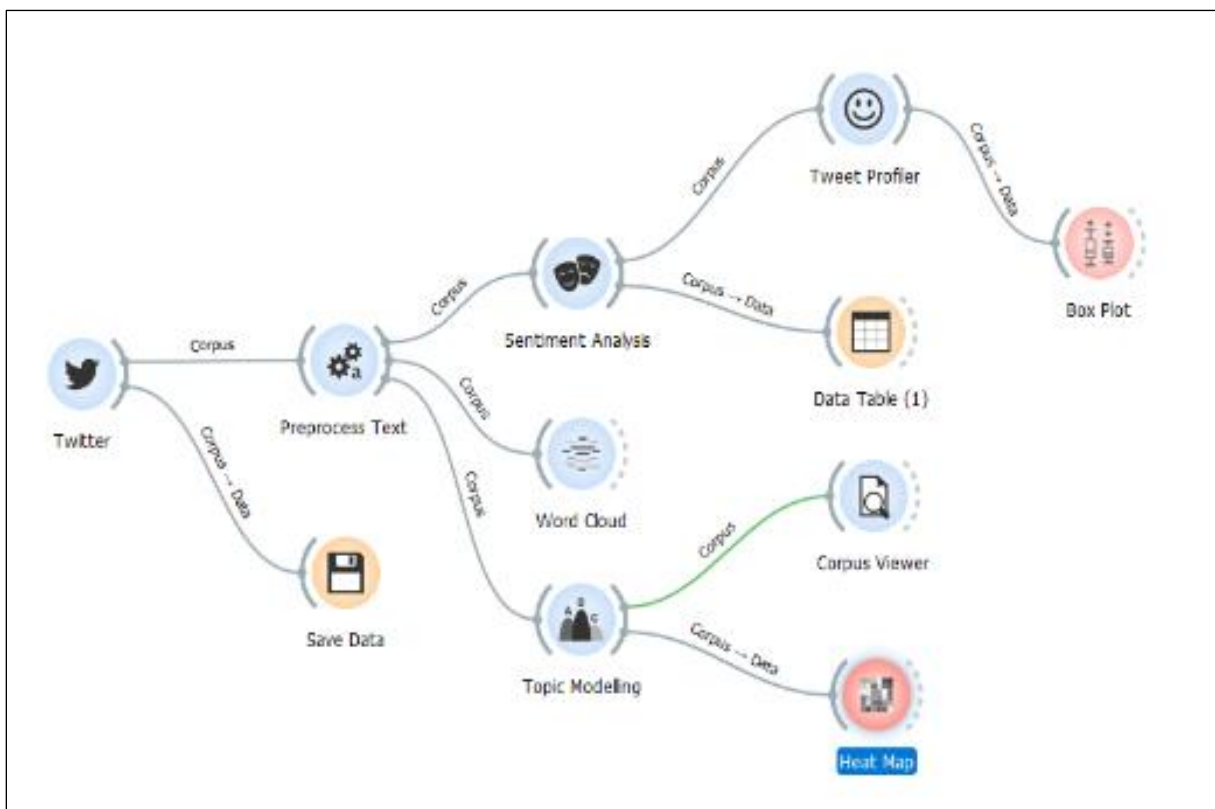 Tweet Profiler
Corpus
Corpus → Data
Box Plot
Corpus
Sentiment Analysis
Corpus → Data
Data Table (1)
Corpus
Twitter
Preprocess Text
Corpus
Word Cloud
Corpus → Data
Save Data
Corpus
A B C
Topic Modeling
Corpus
Corpus Viewer
Corpus → Data
Heat Map
a